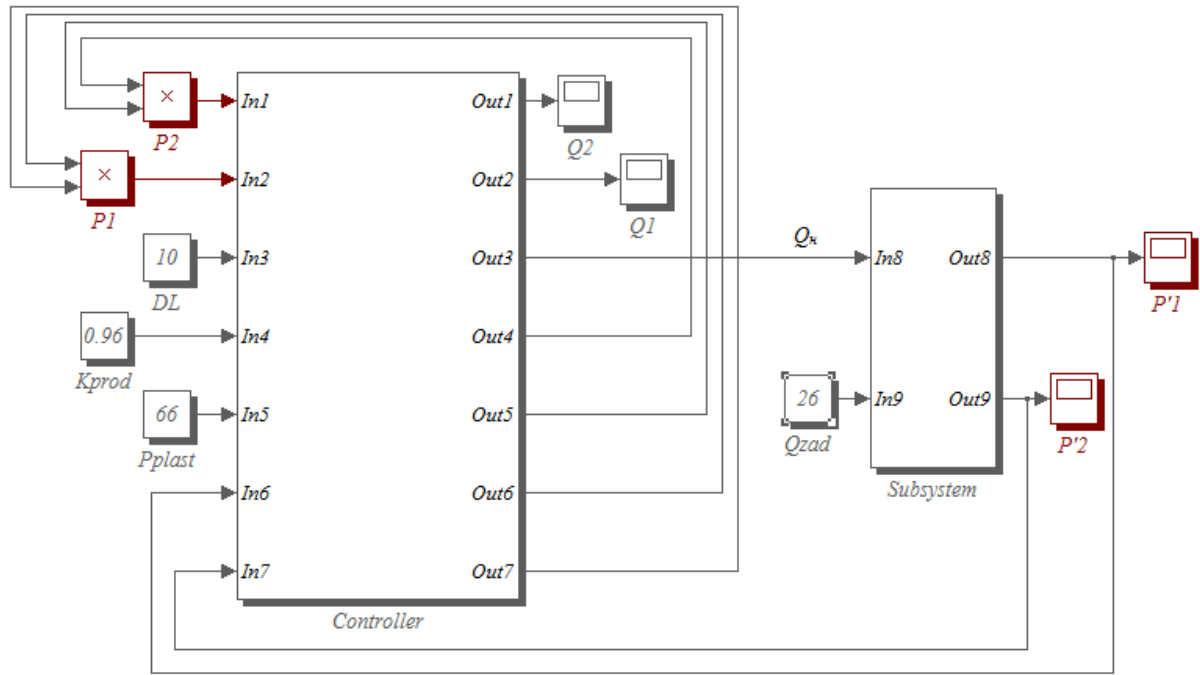 P2
P1
10
DL
0.96
Kprod
66
Pplast
In1
In2
In3
In4
In5
In6
In7
Out1
Out2
Out3
Out4
Out5
Out6
Out7
Controller
Q2
Q1
Qн
26
Qzad
In8
In9
Out8
Out9
Subsystem
P'1
P'2